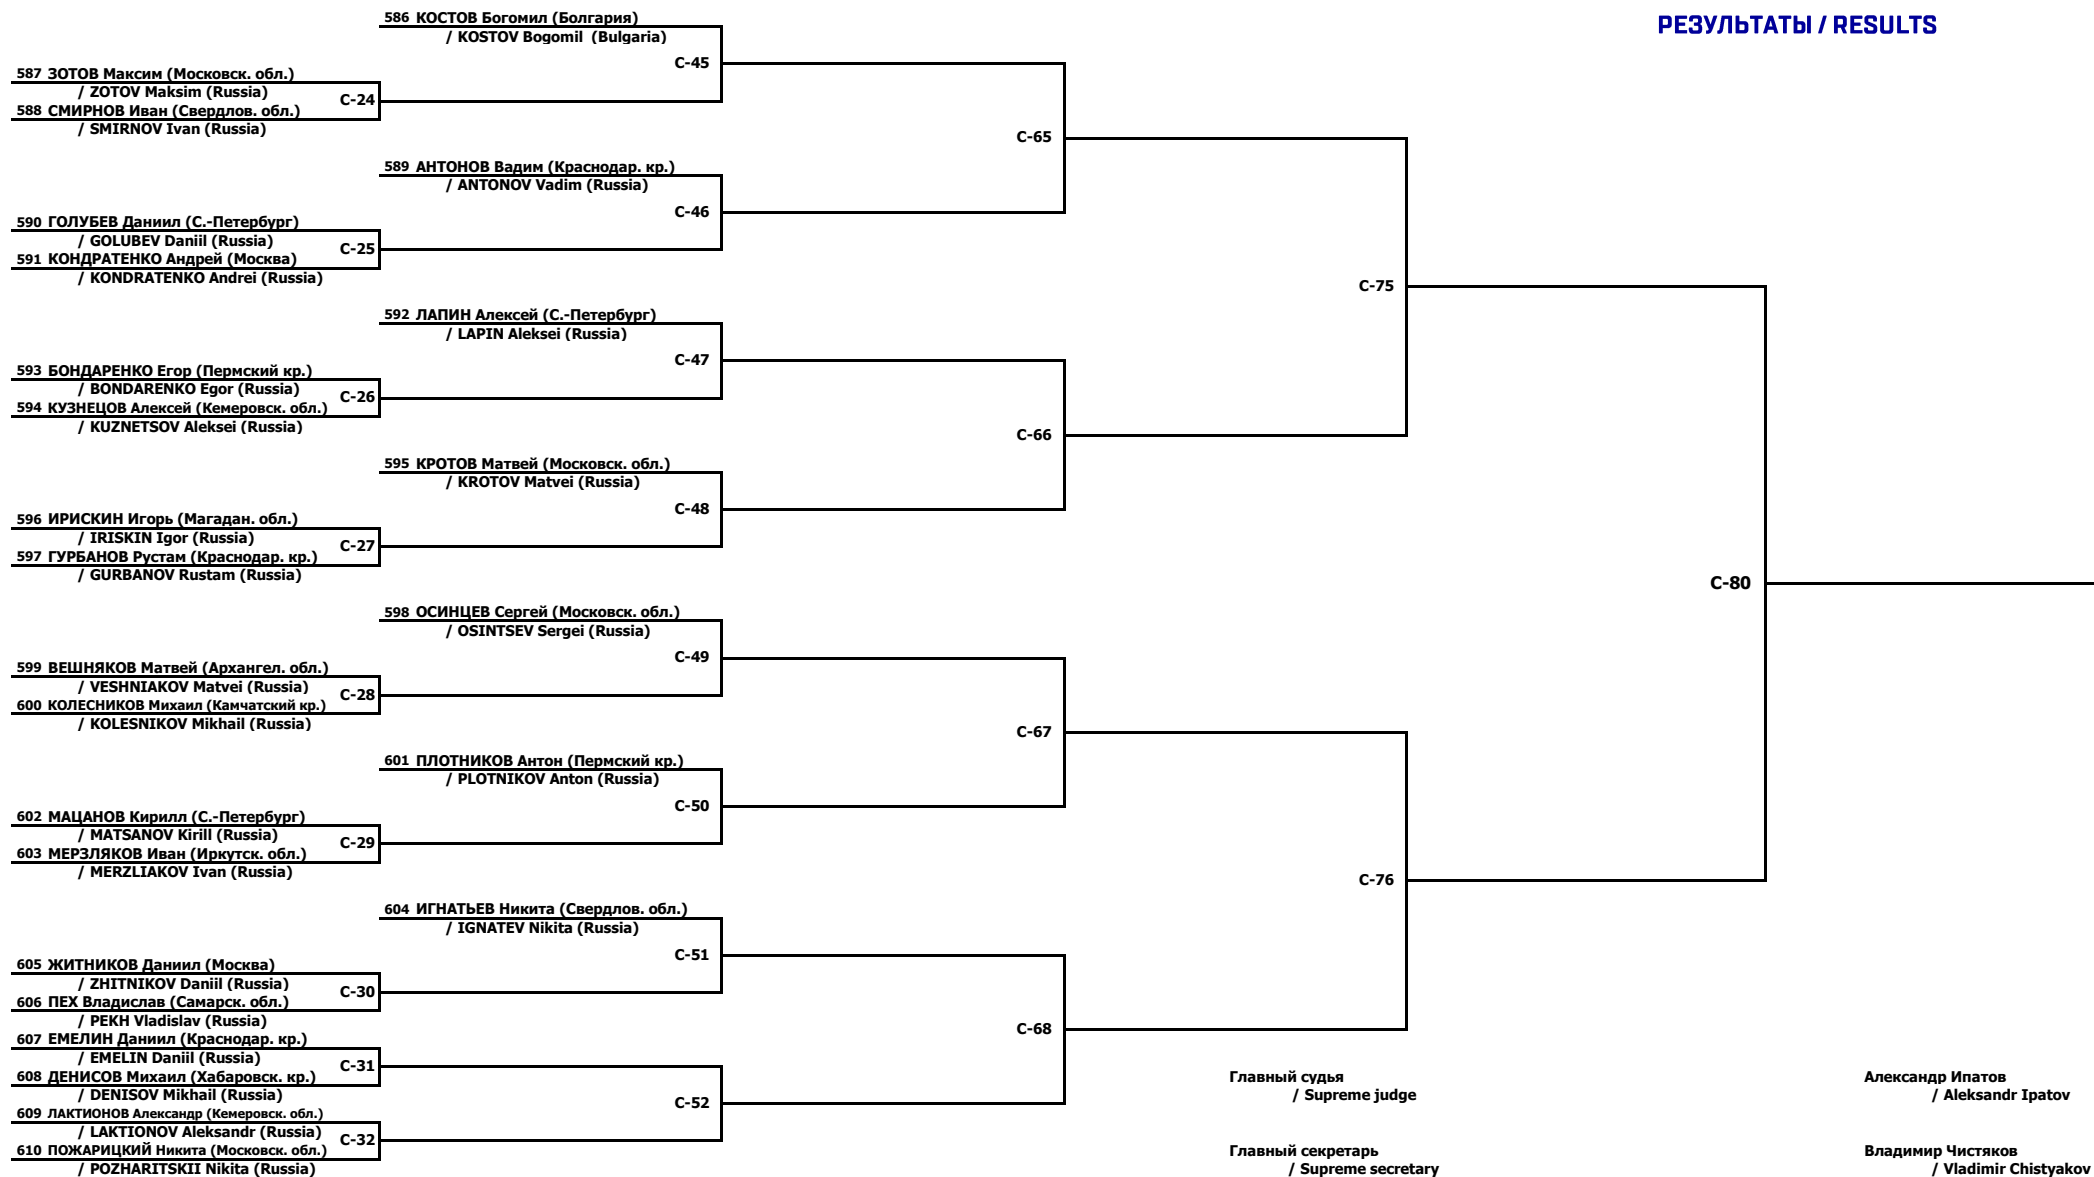 586 КОСТОВ Богомил (Болгария)
/ KOSTOV Bogomil (Bulgaria)
РЕЗУЛЬТАТЫ / RESULTS
C-45
587 ЗОТОВ Максим (Московск. обл.)
/ ZOTOV Maksim (Russia)
C-24
588 СМИРНОВ Иван (Свердлов. обл.)
/ SMIRNOV Ivan (Russia)
C-65
589 АНТОНОВ Вадим (Краснодар. кр.)
/ ANTONOV Vadim (Russia)
C-46
590 ГОЛУБЕВ Даниил (С.-Петербург)
/ GOLUBEV Daniil (Russia)
C-25
591 КОНДРАТЕНКО Андрей (Москва)
/ KONDRATENKO Andrei (Russia)
C-75
592 ЛАПИН Алексей (С.-Петербург)
/ LAPIN Aleksei (Russia)
C-47
593 БОНДАРЕНКО Егор (Пермский кр.)
/ BONDARENKO Egor (Russia)
C-26
594 КУЗНЕЦОВ Алексей (Кемеровск. обл.)
/ KUZNETSOV Aleksei (Russia)
C-66
595 КРОТОВ Матвей (Московск. обл.)
/ KROTOV Matvei (Russia)
C-48
596 ИРИСКИН Игорь (Магадан. обл.)
/ IRISKIN Igor (Russia)
C-27
597 ГУРБАНОВ Рустам (Краснодар. кр.)
/ GURBANOV Rustam (Russia)
C-80
598 ОСИНЦЕВ Сергей (Московск. обл.)
/ OSINTSEV Sergei (Russia)
C-49
599 ВЕШНЯКОВ Матвей (Архангел. обл.)
/ VESHNIAKOV Matvei (Russia)
C-28
600 КОЛЕСНИКОВ Михаил (Камчатский кр.)
/ KOLESNIKOV Mikhail (Russia)
C-67
601 ПЛОТНИКОВ Антон (Пермский кр.)
/ PLOTNIKOV Anton (Russia)
C-50
602 МАЦАНОВ Кирилл (С.-Петербург)
/ MATSANOV Kirill (Russia)
C-29
603 МЕРЗЛЯКОВ Иван (Иркутск. обл.)
/ MERZLIAKOV Ivan (Russia)
C-76
604 ИГНАТЬЕВ Никита (Свердлов. обл.)
/ IGNATEV Nikita (Russia)
C-51
605 ЖИТНИКОВ Даниил (Москва)
/ ZHITNIKOV Daniil (Russia)
C-30
606 ПЕХ Владислав (Самарск. обл.)
/ PEKH Vladislav (Russia)
C-68
607 ЕМЕЛИН Даниил (Краснодар. кр.)
/ EMELIN Daniil (Russia)
C-31
608 ДЕНИСОВ Михаил (Хабаровск. кр.)
/ DENISOV Mikhail (Russia)
C-52
609 ЛАКТИОНОВ Александр (Кемеровск. обл.)
/ LAKTIONOV Aleksandr (Russia)
C-32
610 ПОЖАРИЦКИЙ Никита (Московск. обл.)
/ POZHARITSKII Nikita (Russia)
Главный судья
/ Supreme judge
Александр Ипатов
/ Aleksandr Ipatov
Главный секретарь
/ Supreme secretary
Владимир Чистяков
/ Vladimir Chistyakov